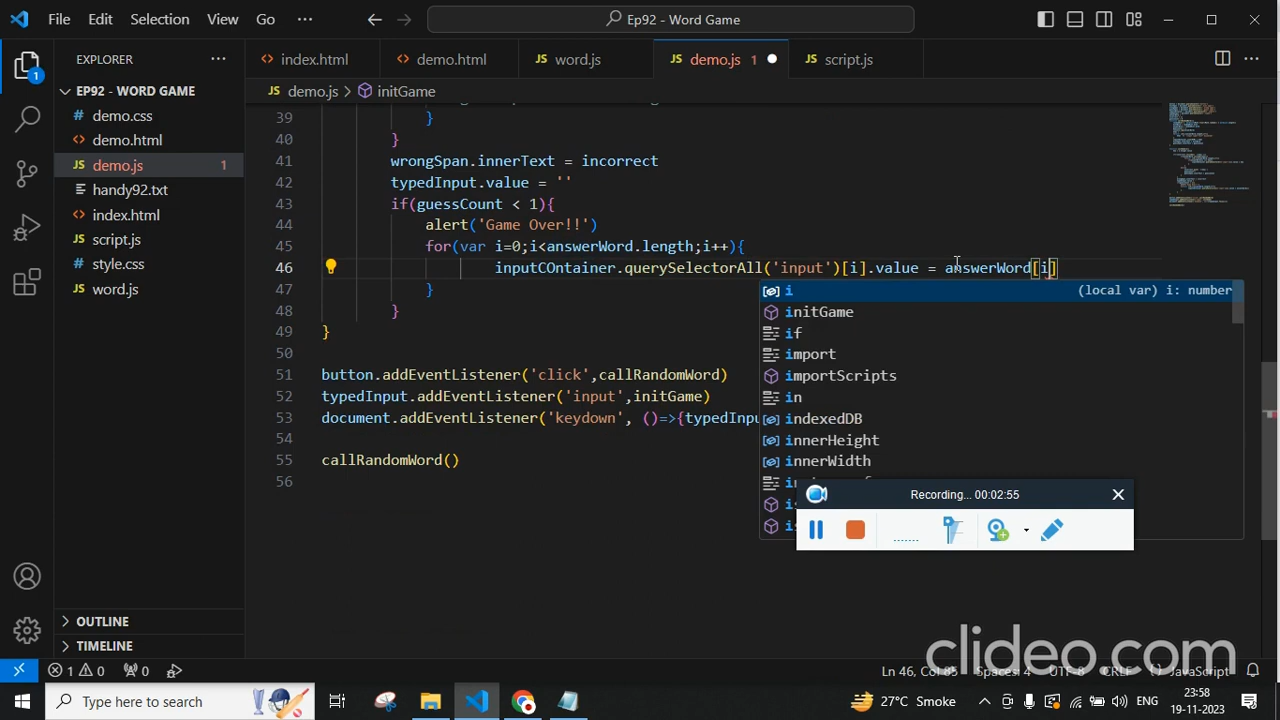 File Edit Selection View Go ··· Ep92 - Word Game
EXPLORER ···
index.html demo.html word.js demo.js 1 script.js
EP92 - WORD GAME
demo.css
demo.html
demo.js 1
handy92.txt
index.html
script.js
style.css
word.js
OUTLINE
TIMELINE
demo.js > initGame
39 }
40 }
41 wrongSpan.innerText = incorrect
42 typedInput.value = ''
43 if(guessCount < 1){
44 alert('Game Over!!')
45 for(var i=0;i<answerWord.length;i++){
46 inputCOntainer.querySelectorAll('input')[i].value = answerWord[i]
47 }
48 }
49 }
50
51 button.addEventListener('click',callRandomWord)
52 typedInput.addEventListener('input',initGame)
53 document.addEventListener('keydown', ()=>{typedInpu
54
55 callRandomWord()
56
i (local var) i: number
initGame
if
import
importScripts
in
indexedDB
innerHeight
innerWidth
Recording... 00:02:55
clideo.com
1 0 0 Ln 46, Col 85 Spaces: 4 CRLF {} JavaScript
Type here to search 27°C Smoke ENG 23:58
19-11-2023